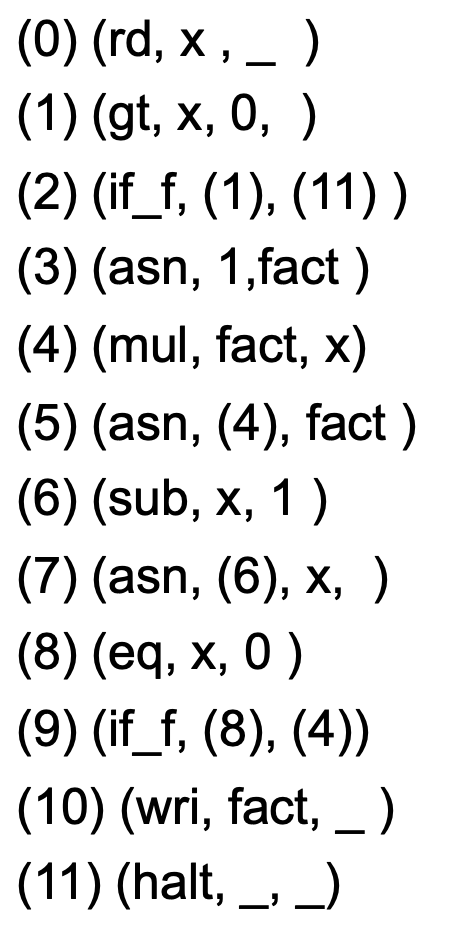 (0) (rd, x , _ )
(1) (gt, x, 0, )
(2) (if_f, (1), (11) )
(3) (asn, 1,fact )
(4) (mul, fact, x)
(5) (asn, (4), fact )
(6) (sub, x, 1 )
(7) (asn, (6), x, )
(8) (eq, x, 0 )
(9) (if_f, (8), (4))
(10) (wri, fact, _ )
(11) (halt, _, _)